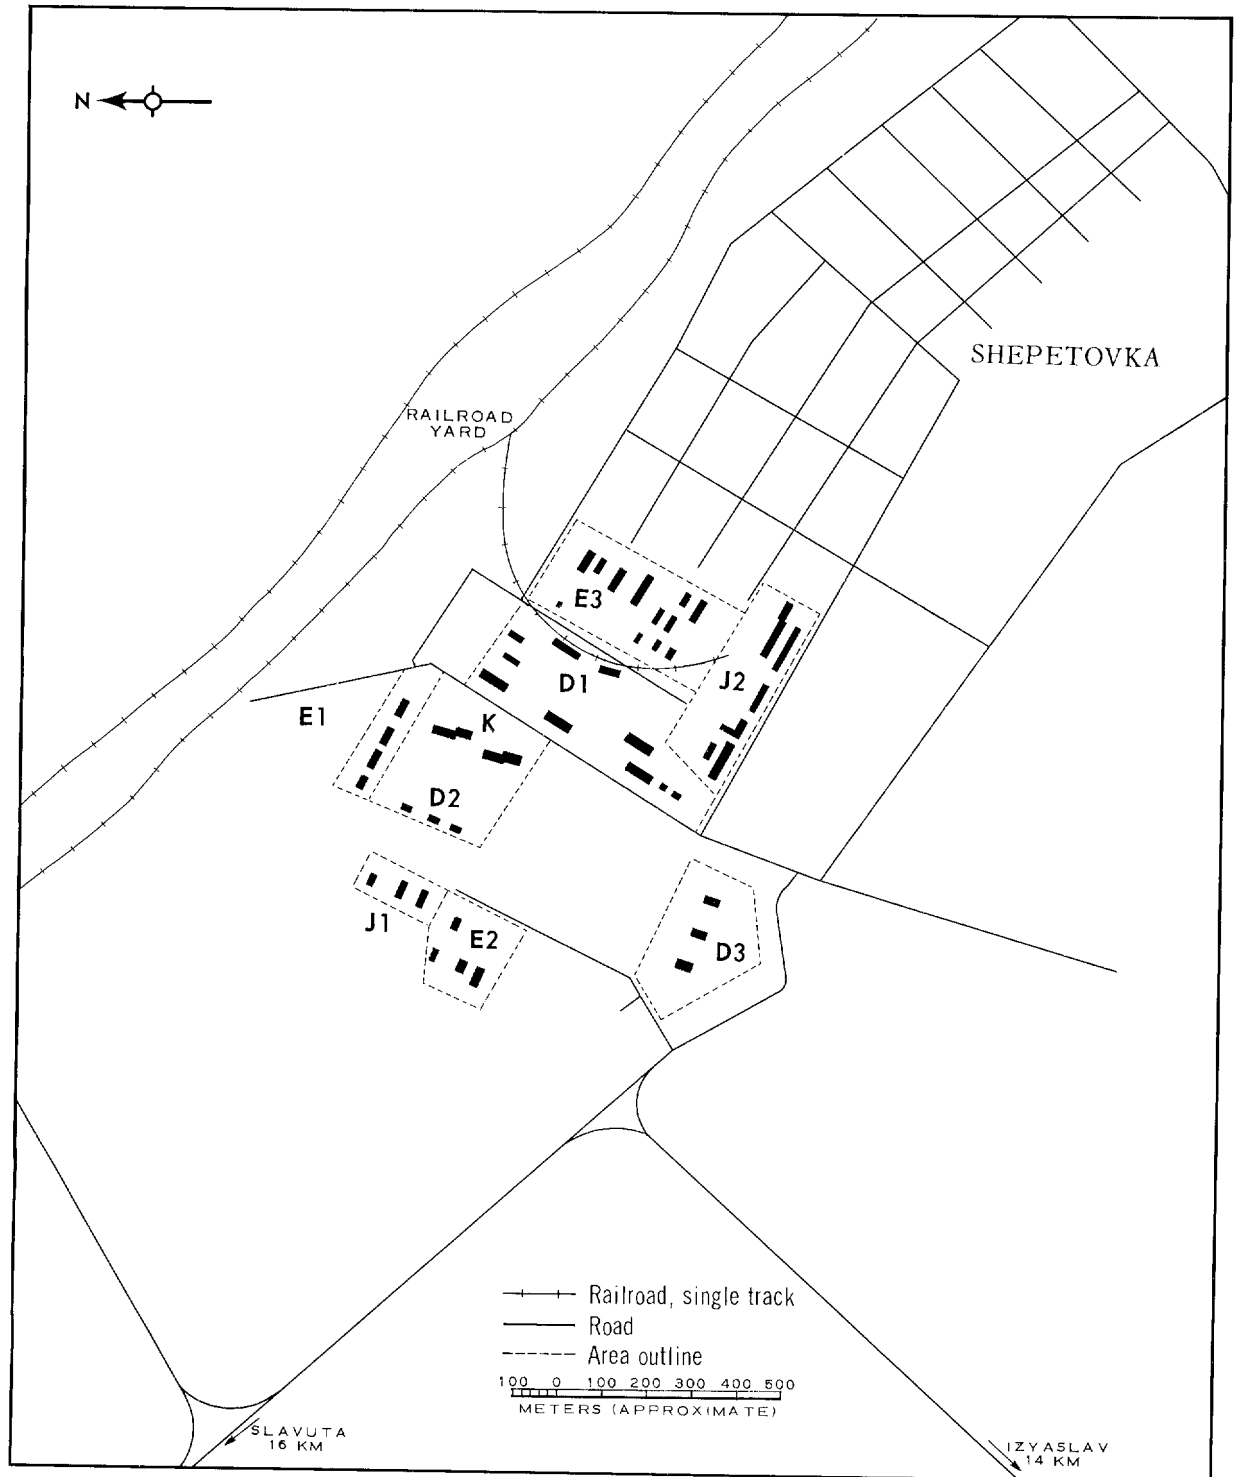 N
SHEPETOVKA
RAILROAD
YARD
E3
D1
J2
E1
K
D2
J1
E2
D3
Railroad, single track
Road
Area outline
100 0 100 200 300 400 500
METERS (APPROXIMATE)
SLAVUTA
16 KM
IZYASLAV
14 KM